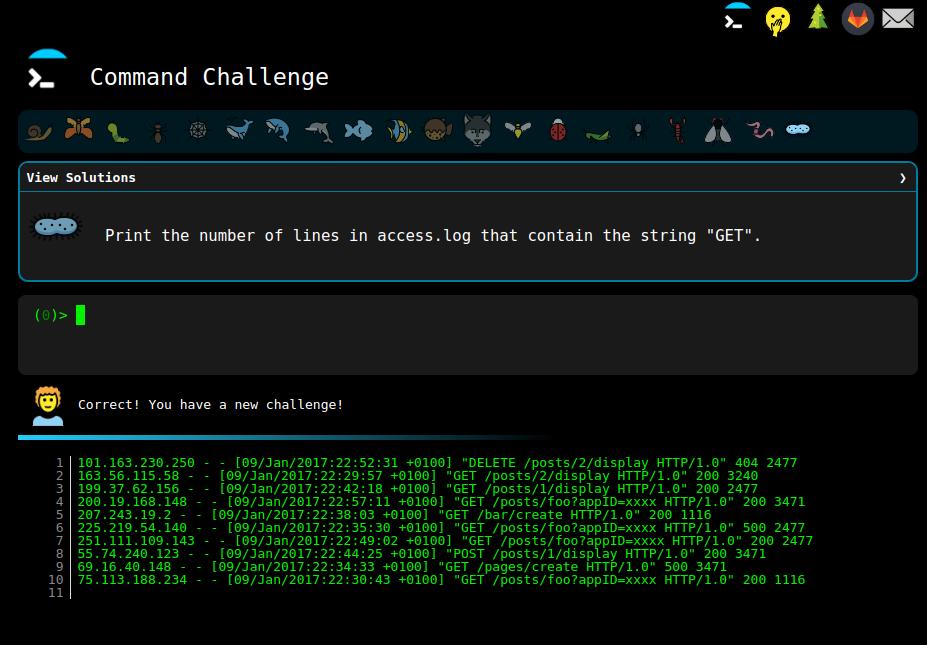 Command Challenge
View Solutions ❯
Print the number of lines in access.log that contain the string "GET".
(0)>
Correct! You have a new challenge!
1 101.163.230.250 - - [09/Jan/2017:22:52:31 +0100] "DELETE /posts/2/display HTTP/1.0" 404 2477
2 163.56.115.58 - - [09/Jan/2017:22:29:57 +0100] "GET /posts/2/display HTTP/1.0" 200 3240
3 199.37.62.156 - - [09/Jan/2017:22:42:18 +0100] "GET /posts/1/display HTTP/1.0" 200 2477
4 200.19.168.148 - - [09/Jan/2017:22:57:11 +0100] "GET /posts/foo?appID=xxxx HTTP/1.0" 200 3471
5 207.243.19.2 - - [09/Jan/2017:22:38:03 +0100] "GET /bar/create HTTP/1.0" 200 1116
6 225.219.54.140 - - [09/Jan/2017:22:35:30 +0100] "GET /posts/foo?appID=xxxx HTTP/1.0" 500 2477
7 251.111.109.143 - - [09/Jan/2017:22:49:02 +0100] "GET /posts/foo?appID=xxxx HTTP/1.0" 200 2477
8 55.74.240.123 - - [09/Jan/2017:22:44:25 +0100] "POST /posts/1/display HTTP/1.0" 200 3471
9 69.16.40.148 - - [09/Jan/2017:22:34:33 +0100] "GET /pages/create HTTP/1.0" 500 3471
10 75.113.188.234 - - [09/Jan/2017:22:30:43 +0100] "GET /posts/foo?appID=xxxx HTTP/1.0" 200 1116
11